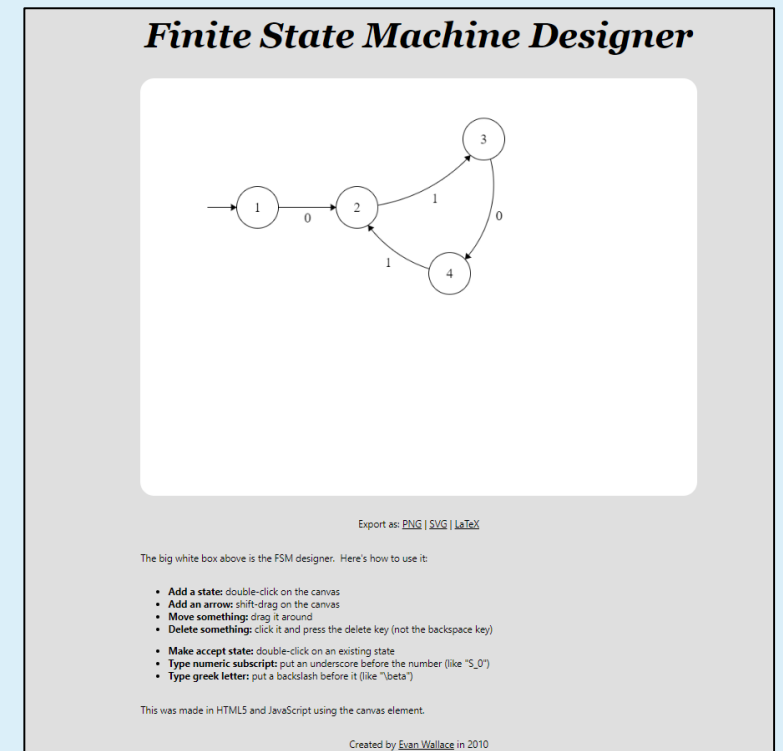 Finite State Machine Designer
3
1
1
2
0
0
1
4
Export as: PNG | SVG | LaTeX
The big white box above is the FSM designer. Here's how to use it:
• Add a state: double-click on the canvas
• Add an arrow: shift-drag on the canvas
• Move something: drag it around
• Delete something: click it and press the delete key (not the backspace key)
• Make accept state: double-click on an existing state
• Type numeric subscript: put an underscore before the number (like "S_0")
• Type greek letter: put a backslash before it (like "\beta")
This was made in HTML5 and JavaScript using the canvas element.
Created by Evan Wallace in 2010